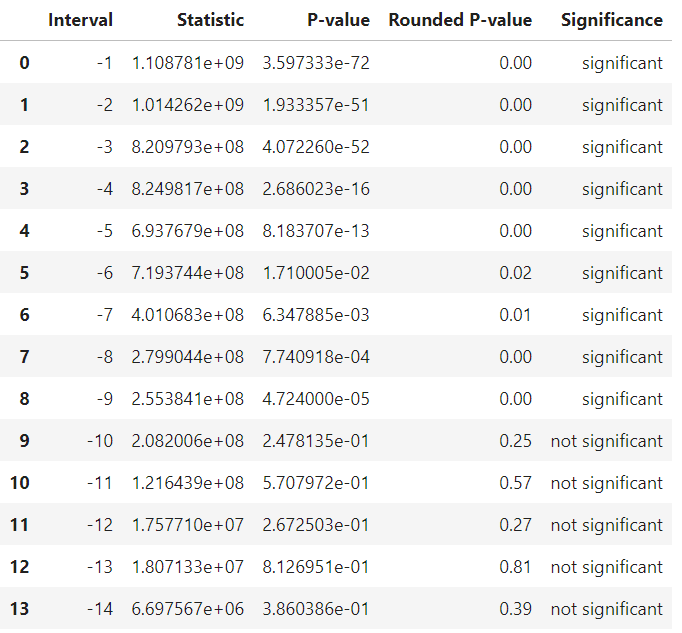 Interval Statistic P-value Rounded P-value Significance
0 -1 1.108781e+09 3.597333e-72 0.00 significant
1 -2 1.014262e+09 1.933357e-51 0.00 significant
2 -3 8.209793e+08 4.072260e-52 0.00 significant
3 -4 8.249817e+08 2.686023e-16 0.00 significant
4 -5 6.937679e+08 8.183707e-13 0.00 significant
5 -6 7.193744e+08 1.710005e-02 0.02 significant
6 -7 4.010683e+08 6.347885e-03 0.01 significant
7 -8 2.799044e+08 7.740918e-04 0.00 significant
8 -9 2.553841e+08 4.724000e-05 0.00 significant
9 -10 2.082006e+08 2.478135e-01 0.25 not significant
10 -11 1.216439e+08 5.707972e-01 0.57 not significant
11 -12 1.757710e+07 2.672503e-01 0.27 not significant
12 -13 1.807133e+07 8.126951e-01 0.81 not significant
13 -14 6.697567e+06 3.860386e-01 0.39 not significant